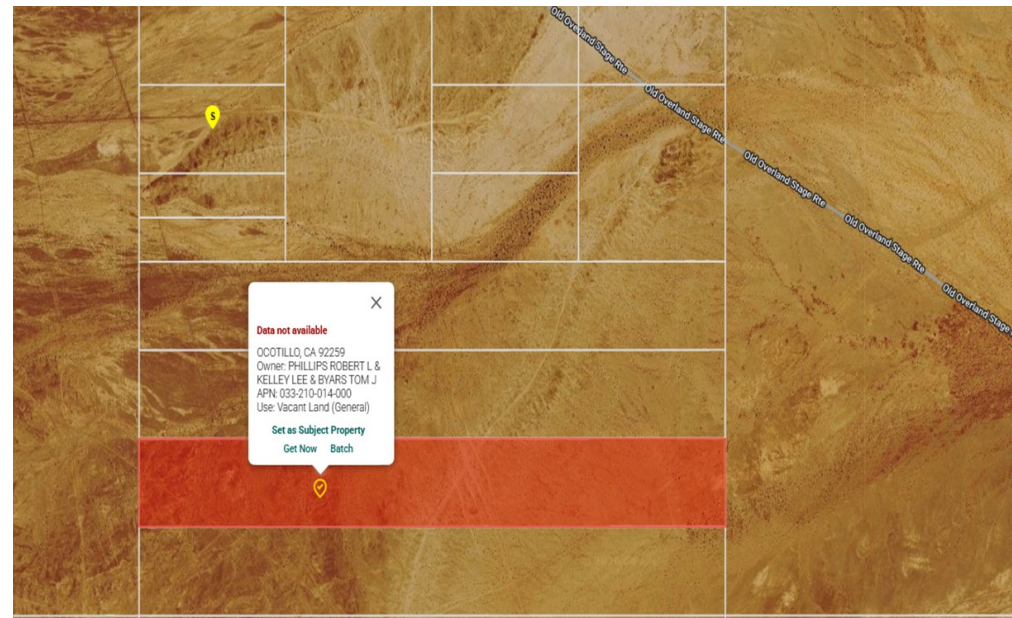 Old Overland Stage Rte
Old Overland Stage Rte
Old Overland Stage Rte
Old Overland Stage Rte
Old Overland Stage
$
Data not available
OCOTILLO, CA 92259
Owner: PHILLIPS ROBERT L &
KELLEY LEE & BYARS TOM J
APN: 033-210-014-000
Use: Vacant Land (General)
Set as Subject Property
Get Now Batch